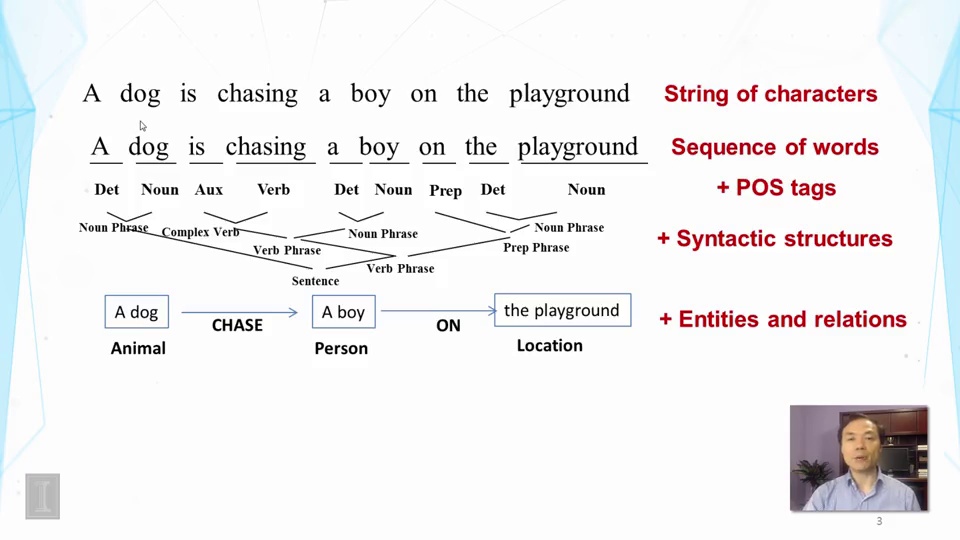 A dog is chasing a boy on the playground String of characters
A dog is chasing a boy on the playground Sequence of words
Det Noun Aux Verb Det Noun Prep Det Noun + POS tags
Noun Phrase Complex Verb Noun Phrase Noun Phrase + Syntactic structures
Verb Phrase Prep Phrase
Verb Phrase
Sentence
A dog A boy the playground + Entities and relations
CHASE ON
Animal Person Location
I
3